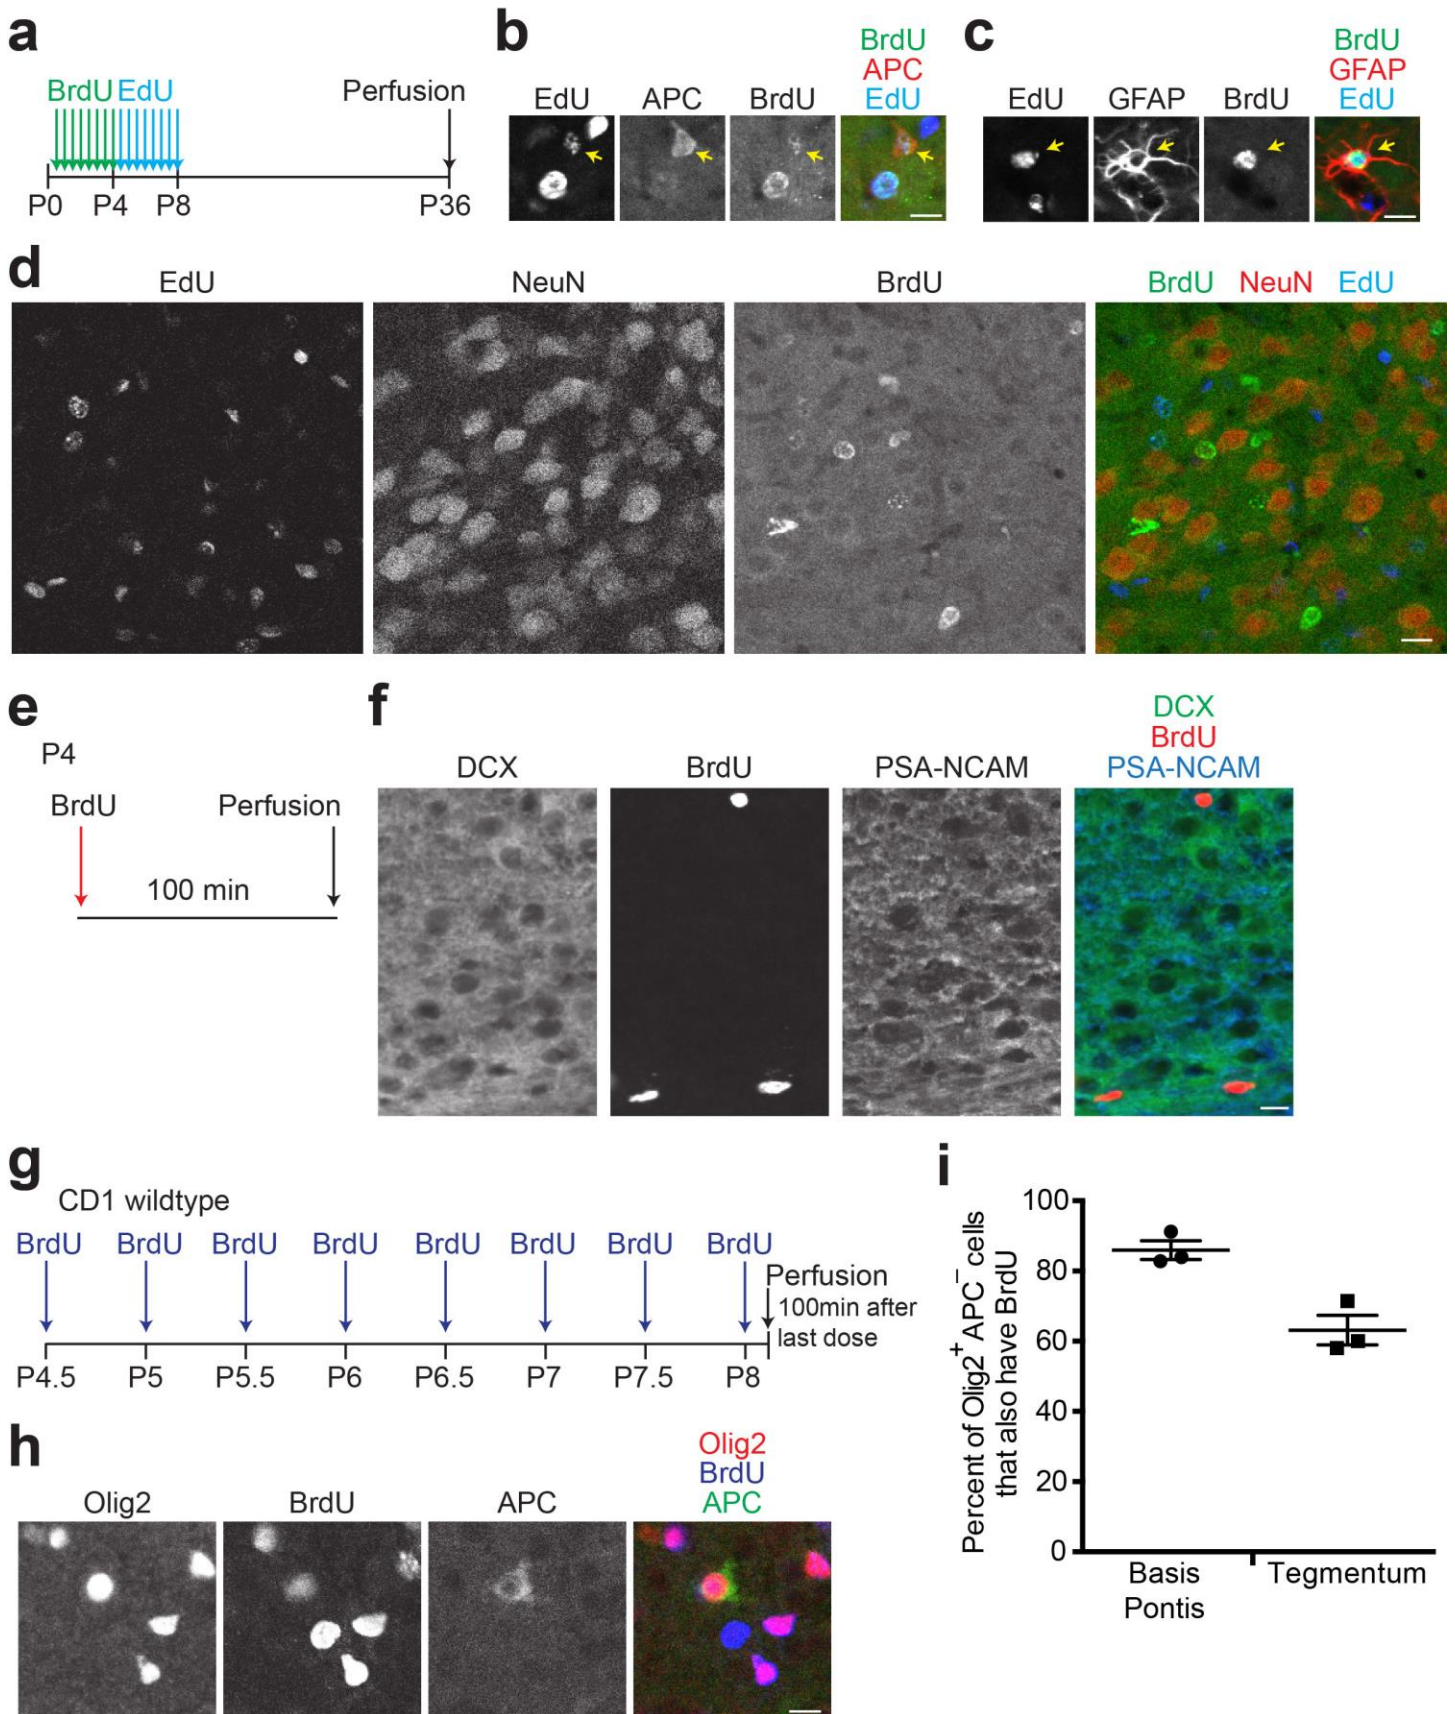 a
BrdU EdU
Perfusion
P0 P4 P8 P36
b
BrdU
APC
EdU APC BrdU EdU
c
BrdU
GFAP
EdU GFAP BrdU EdU
d
EdU NeuN BrdU BrdU NeuN EdU
e
P4
BrdU Perfusion
100 min
f
DCX
BrdU
DCX BrdU PSA-NCAM PSA-NCAM
g
CD1 wildtype
BrdU BrdU BrdU BrdU BrdU BrdU BrdU BrdU
Perfusion
100min after
last dose
P4.5 P5 P5.5 P6 P6.5 P7 P7.5 P8
h
Olig2
BrdU
Olig2 BrdU APC APC
i
Percent of Olig2⁺ APC⁻ cells
that also have BrdU
100
80
60
40
20
0
Basis Tegmentum
Pontis